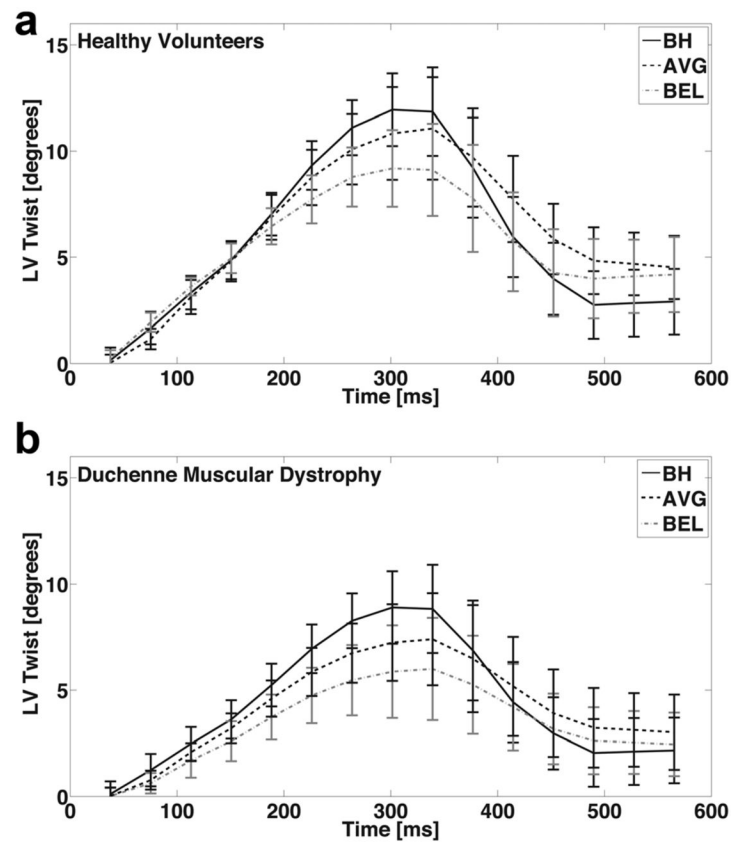 a
Healthy Volunteers
BH
AVG
BEL
15
10
5
0
LV Twist [degrees]
0 100 200 300 400 500 600
Time [ms]
b
Duchenne Muscular Dystrophy
BH
AVG
BEL
15
10
5
0
LV Twist [degrees]
0 100 200 300 400 500 600
Time [ms]